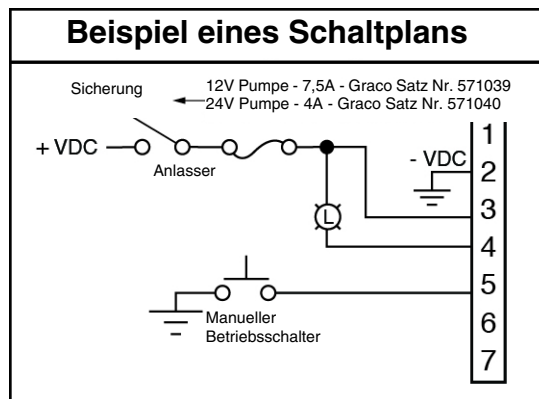 Beispiel eines Schaltplans
Sicherung
12V Pumpe - 7,5A - Graco Satz Nr. 571039
24V Pumpe - 4A - Graco Satz Nr. 571040
+ VDC
Anlasser
- VDC
L
Manueller
Betriebsschalter
1
2
3
4
5
6
7